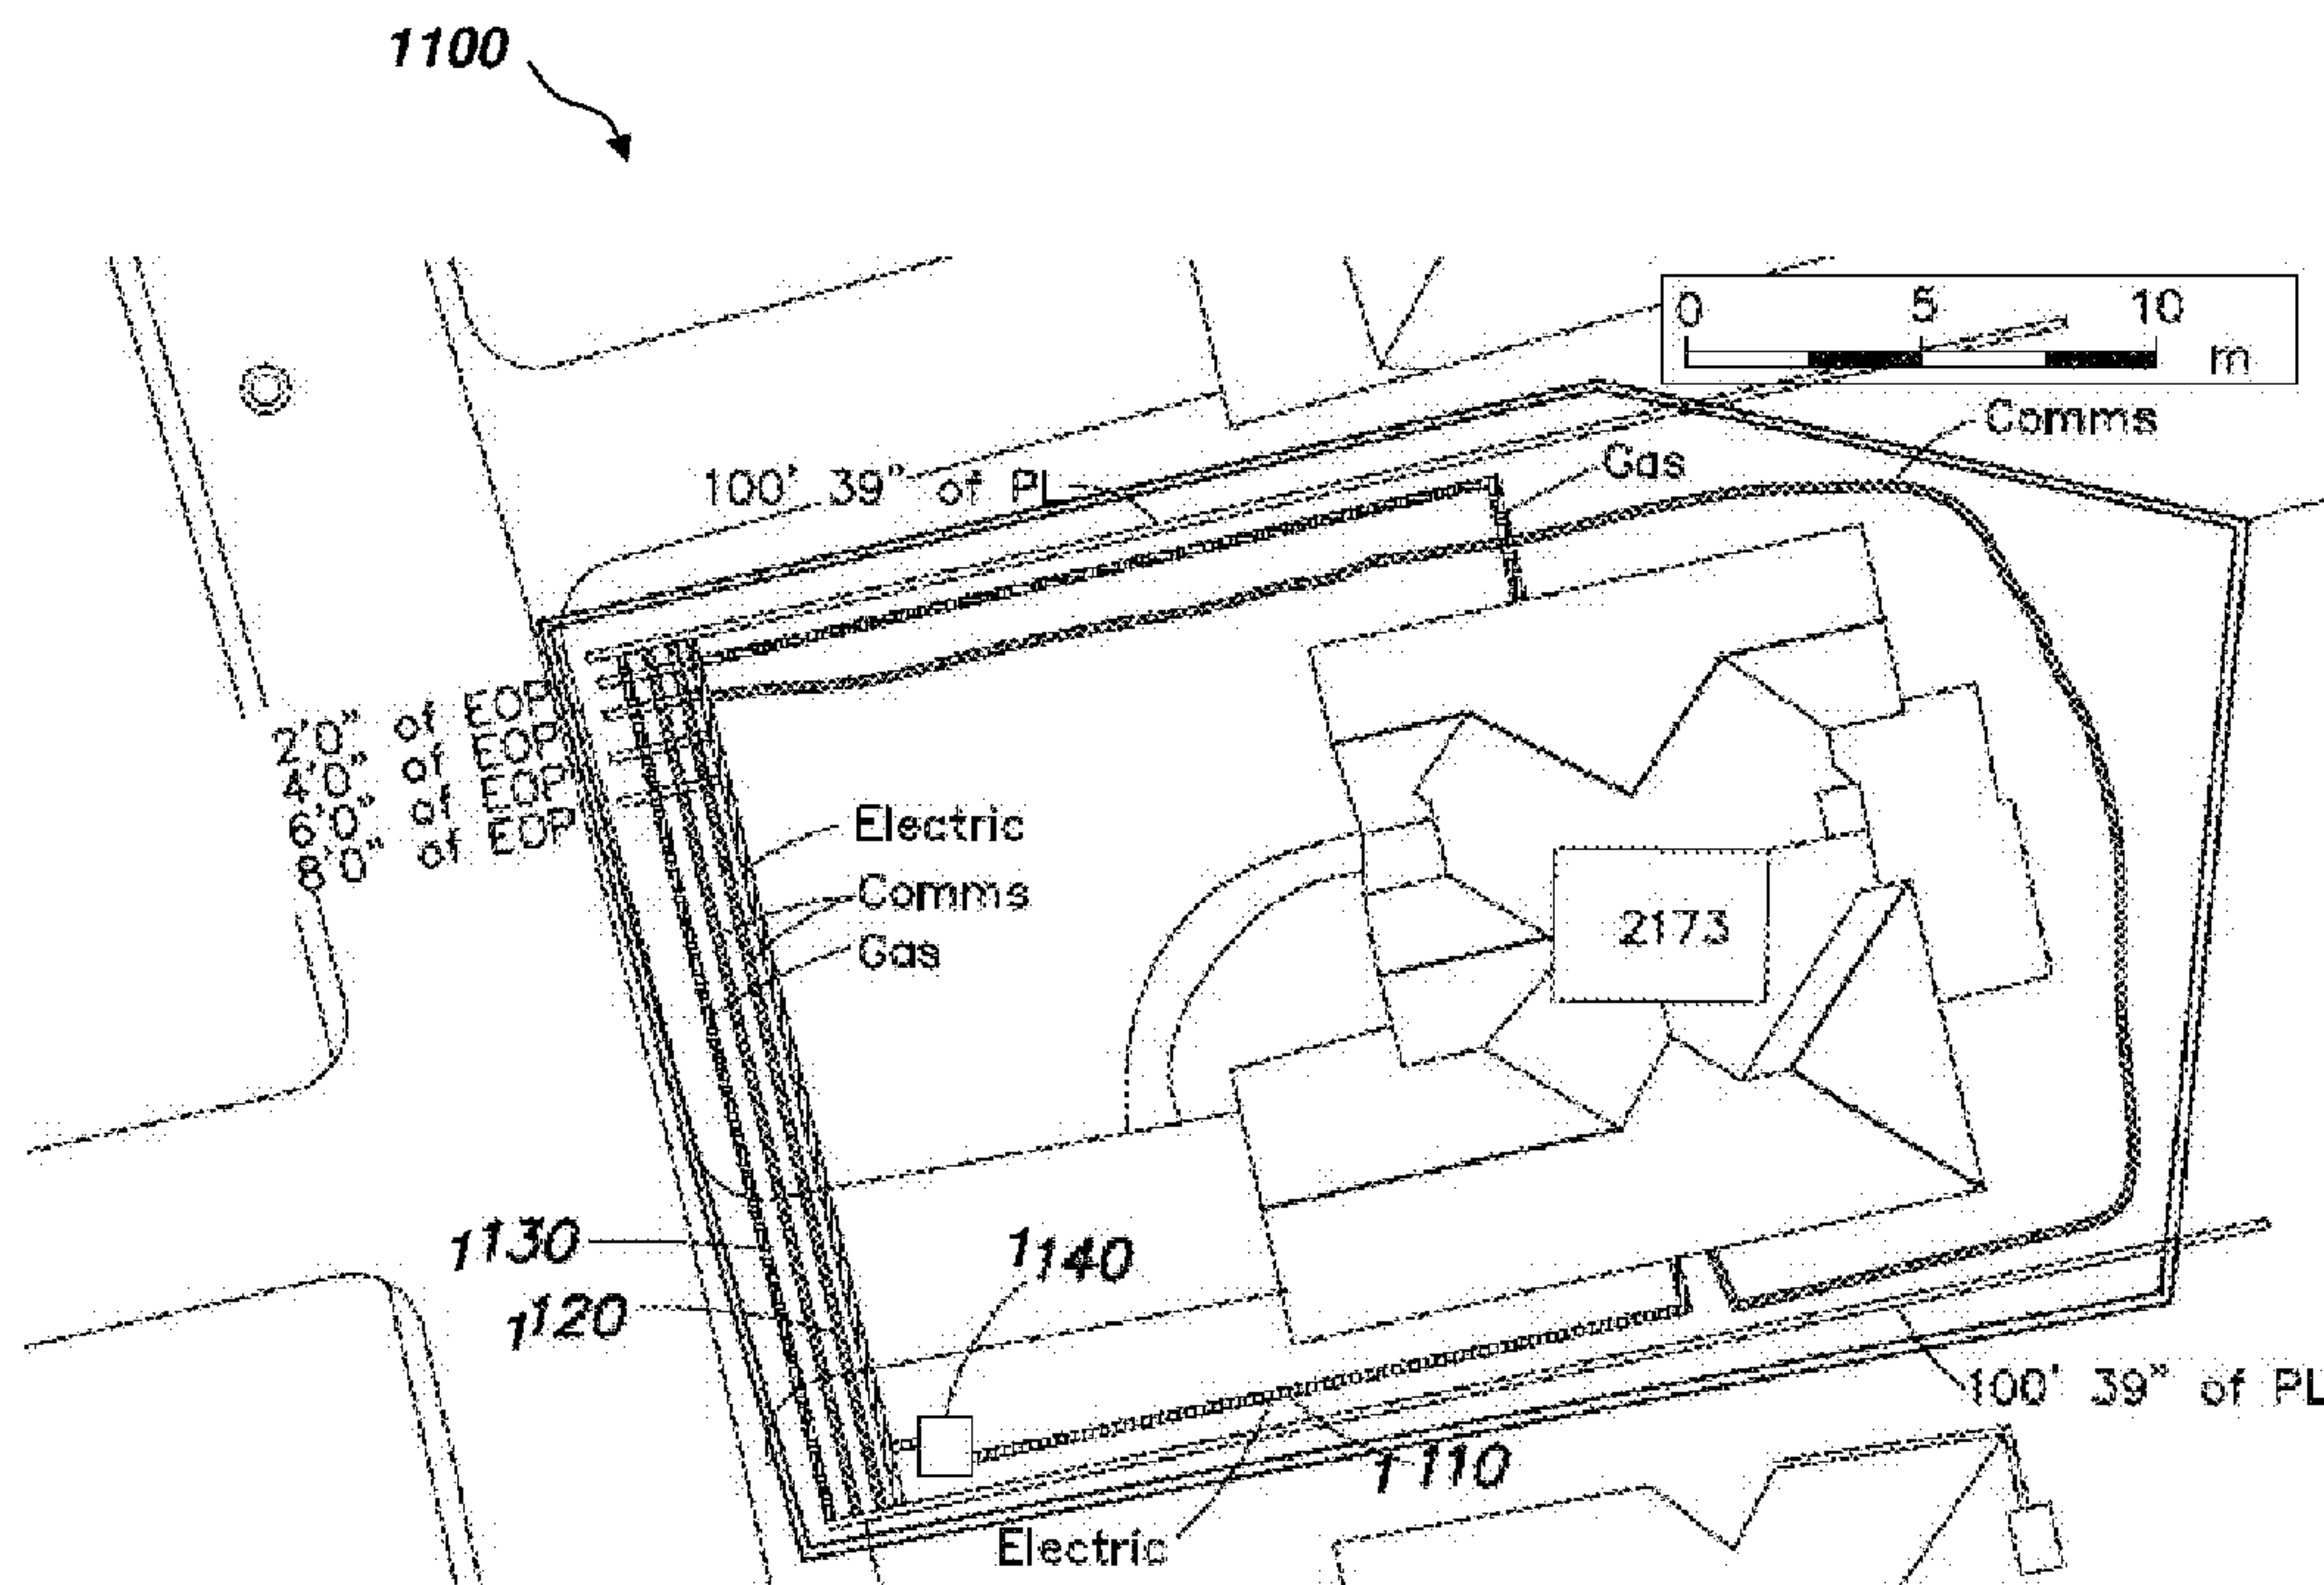 1100
0 5 10
m
Comms
Gas
100' 39" of PL
2'0" of EOP
4'0" of EOP
6'0" of EOP
8'0" of EOP
Electric
Comms
Gas
2173
1130
1140
1120
100' 39" of PL
1110
Electric